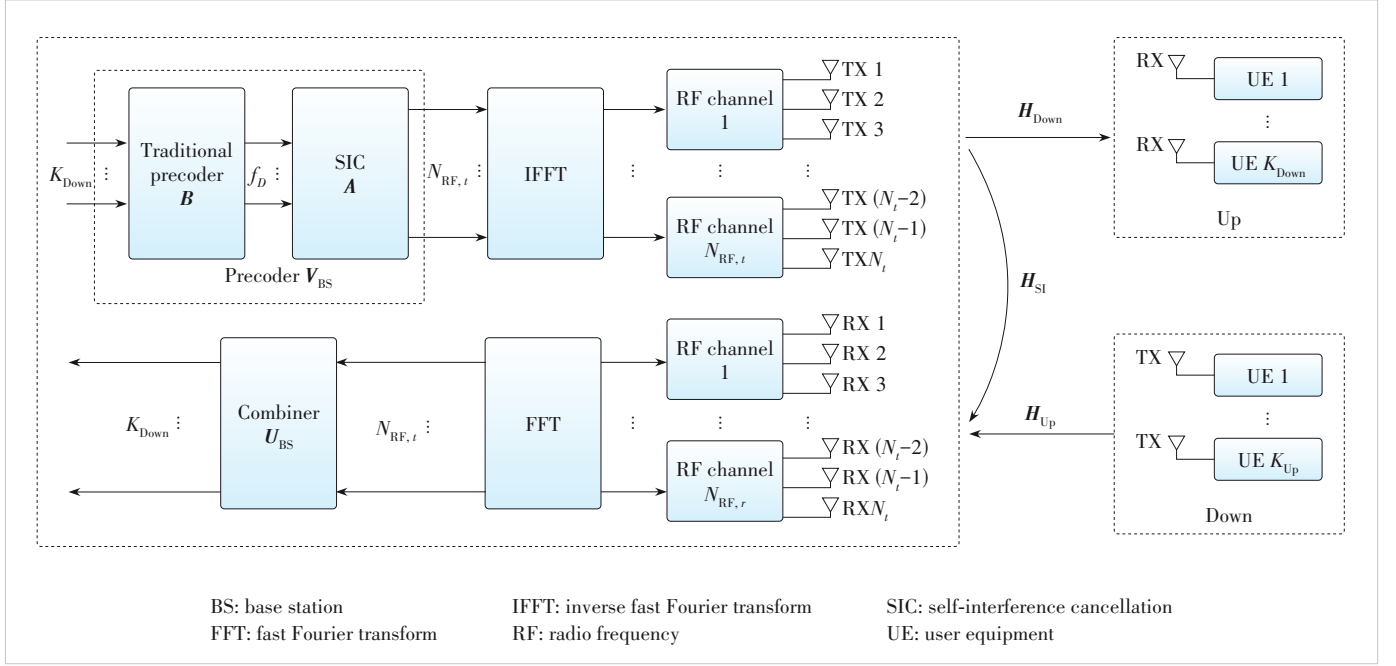 Traditional
precoder
B
SIC
A
K_Down
⋮
f_D ⋮
N_RF, t ⋮
IFFT
⋮
Precoder V_BS
RF channel
1
⋮
RF channel
N_RF, t
TX 1
TX 2
TX 3
⋮
TX (N_t−2)
TX (N_t−1)
TXN_t
K_Down ⋮
Combiner
U_BS
N_RF, t ⋮
FFT
⋮
RF channel
1
⋮
RF channel
N_RF, r
RX 1
RX 2
RX 3
⋮
RX (N_t−2)
RX (N_t−1)
RXN_t
H_Down
H_SI
H_Up
RX
UE 1
⋮
RX
UE K_Down
Up
TX
UE 1
⋮
TX
UE K_Up
Down
BS: base station
IFFT: inverse fast Fourier transform
SIC: self-interference cancellation
FFT: fast Fourier transform
RF: radio frequency
UE: user equipment